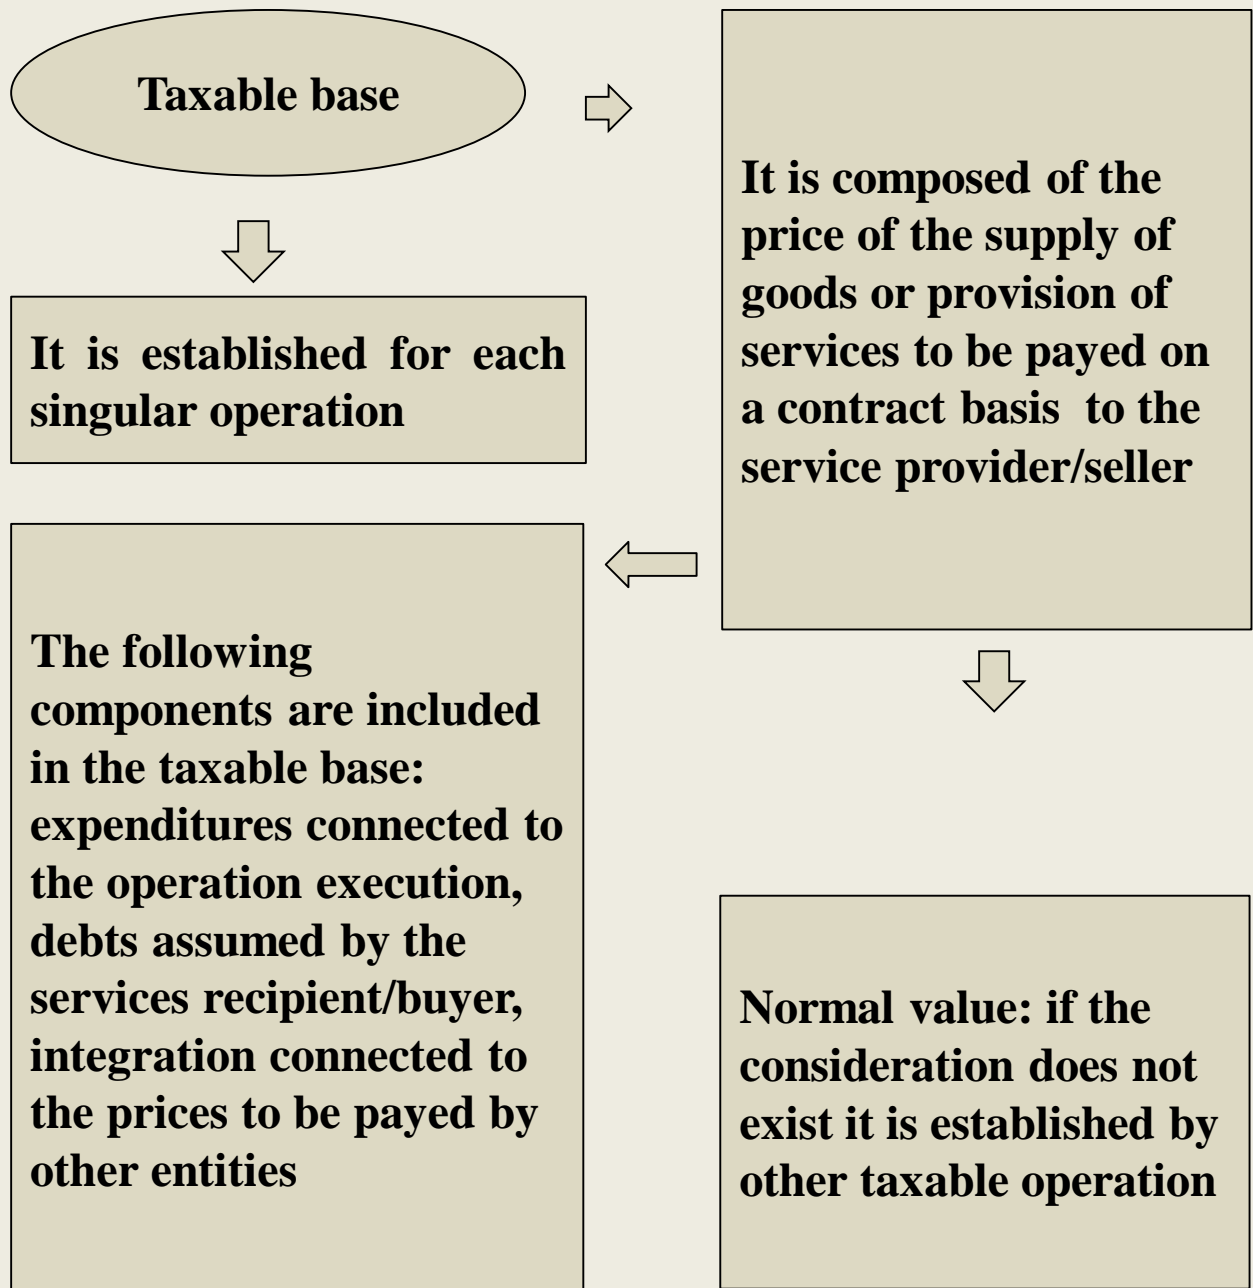 Taxable base
It is established for each
singular operation
It is composed of the
price of the supply of
goods or provision of
services to be payed on
a contract basis to the
service provider/seller
The following
components are included
in the taxable base:
expenditures connected to
the operation execution,
debts assumed by the
services recipient/buyer,
integration connected to
the prices to be payed by
other entities
Normal value: if the
consideration does not
exist it is established by
other taxable operation